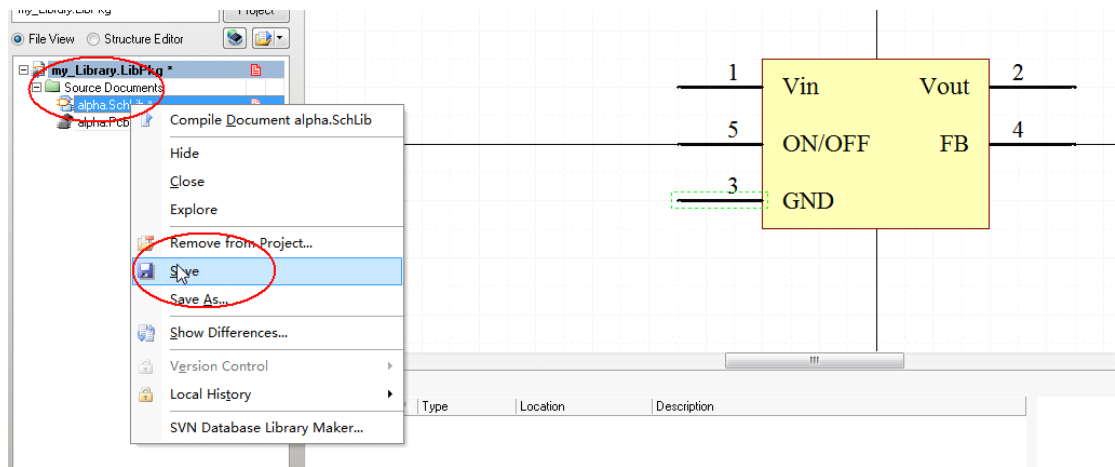 my_Library.LibPkg
Project
File View
Structure Editor
my_Library.LibPkg *
Source Documents
alpha.SchLib *
alpha.Pcb
Compile Document alpha.SchLib
Hide
Close
Explore
Remove from Project...
Save
Save As...
Show Differences...
Version Control
Local History
SVN Database Library Maker...
1
Vin
Vout
2
5
ON/OFF
FB
4
3
GND
Type
Location
Description